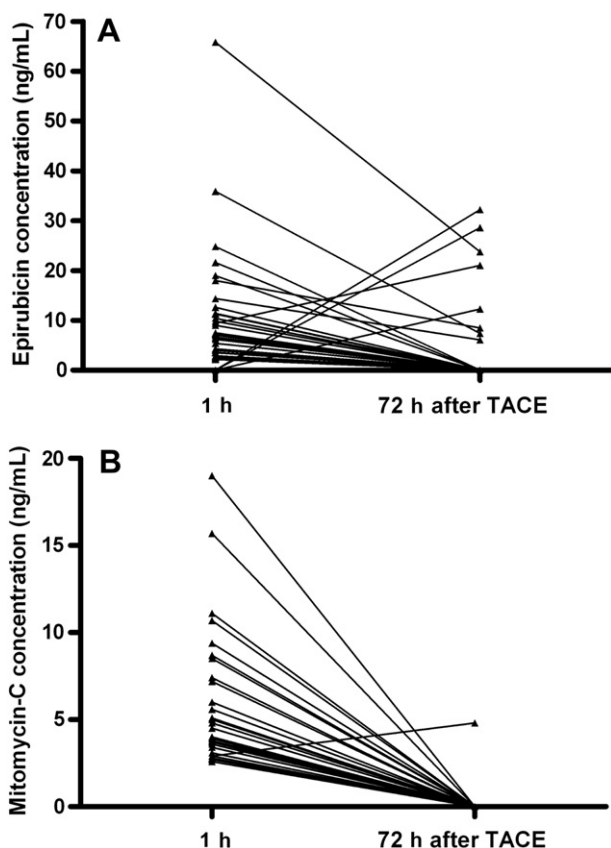 A
Epirubicin concentration (ng/mL)
70
60
50
40
30
20
10
0
1 h
72 h after TACE
B
Mitomycin-C concentration (ng/mL)
20
15
10
5
0
1 h
72 h after TACE